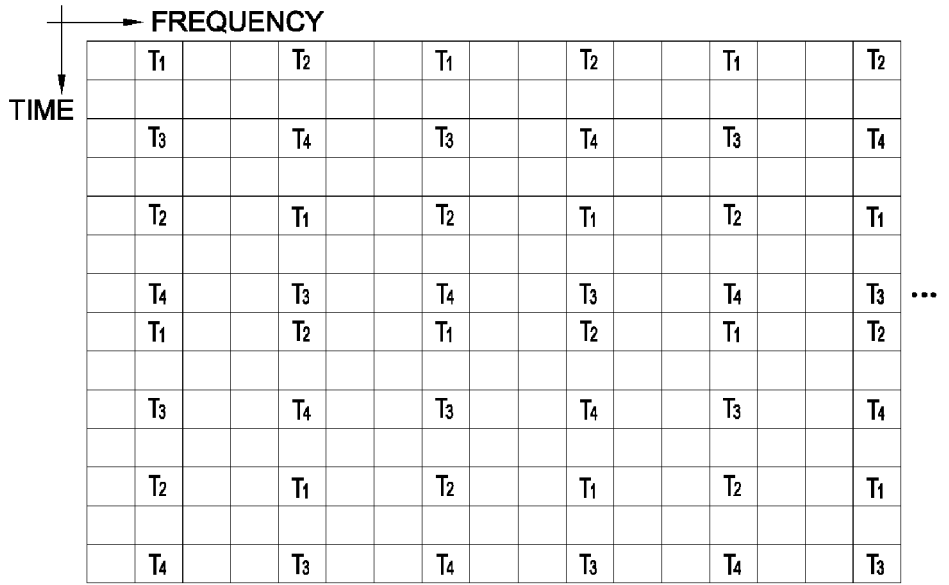 FREQUENCY
TIME
T1 T2 T1 T2 T1 T2
T3 T4 T3 T4 T3 T4
T2 T1 T2 T1 T2 T1
T4 T3 T4 T3 T4 T3 ...
T1 T2 T1 T2 T1 T2
T3 T4 T3 T4 T3 T4
T2 T1 T2 T1 T2 T1
T4 T3 T4 T3 T4 T3